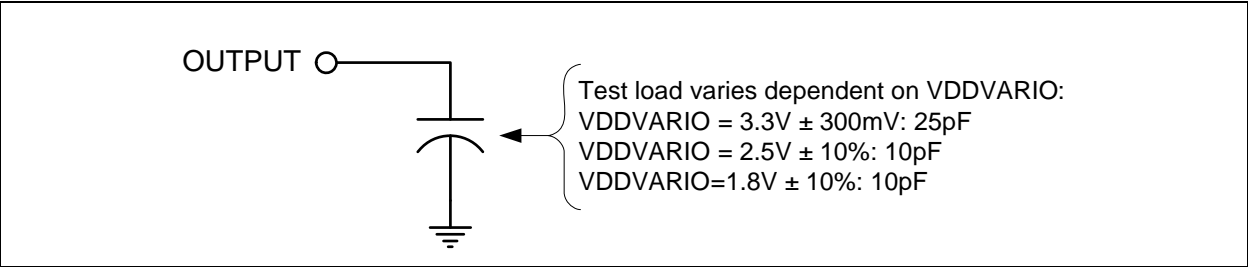 OUTPUT
Test load varies dependent on VDDVARIO:
VDDVARIO = 3.3V ± 300mV: 25pF
VDDVARIO = 2.5V ± 10%: 10pF
VDDVARIO=1.8V ± 10%: 10pF